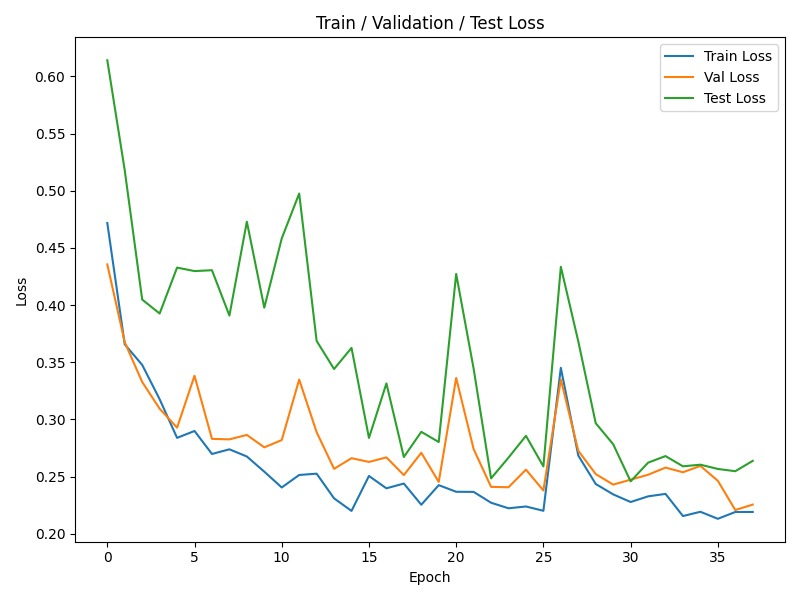 Train / Validation / Test Loss
Train Loss
Val Loss
Test Loss
Loss
0.60
0.55
0.50
0.45
0.40
0.35
0.30
0.25
0.20
0 5 10 15 20 25 30 35
Epoch